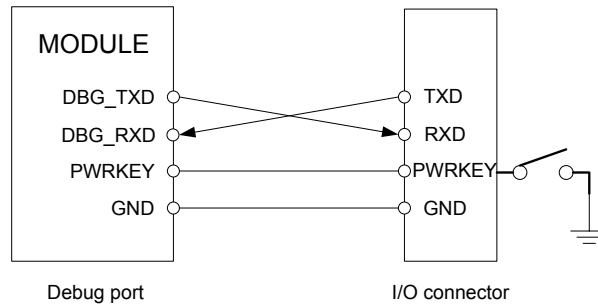 MODULE
DBG_TXD
DBG_RXD
PWRKEY
GND
TXD
RXD
PWRKEY
GND
Debug port
I/O connector